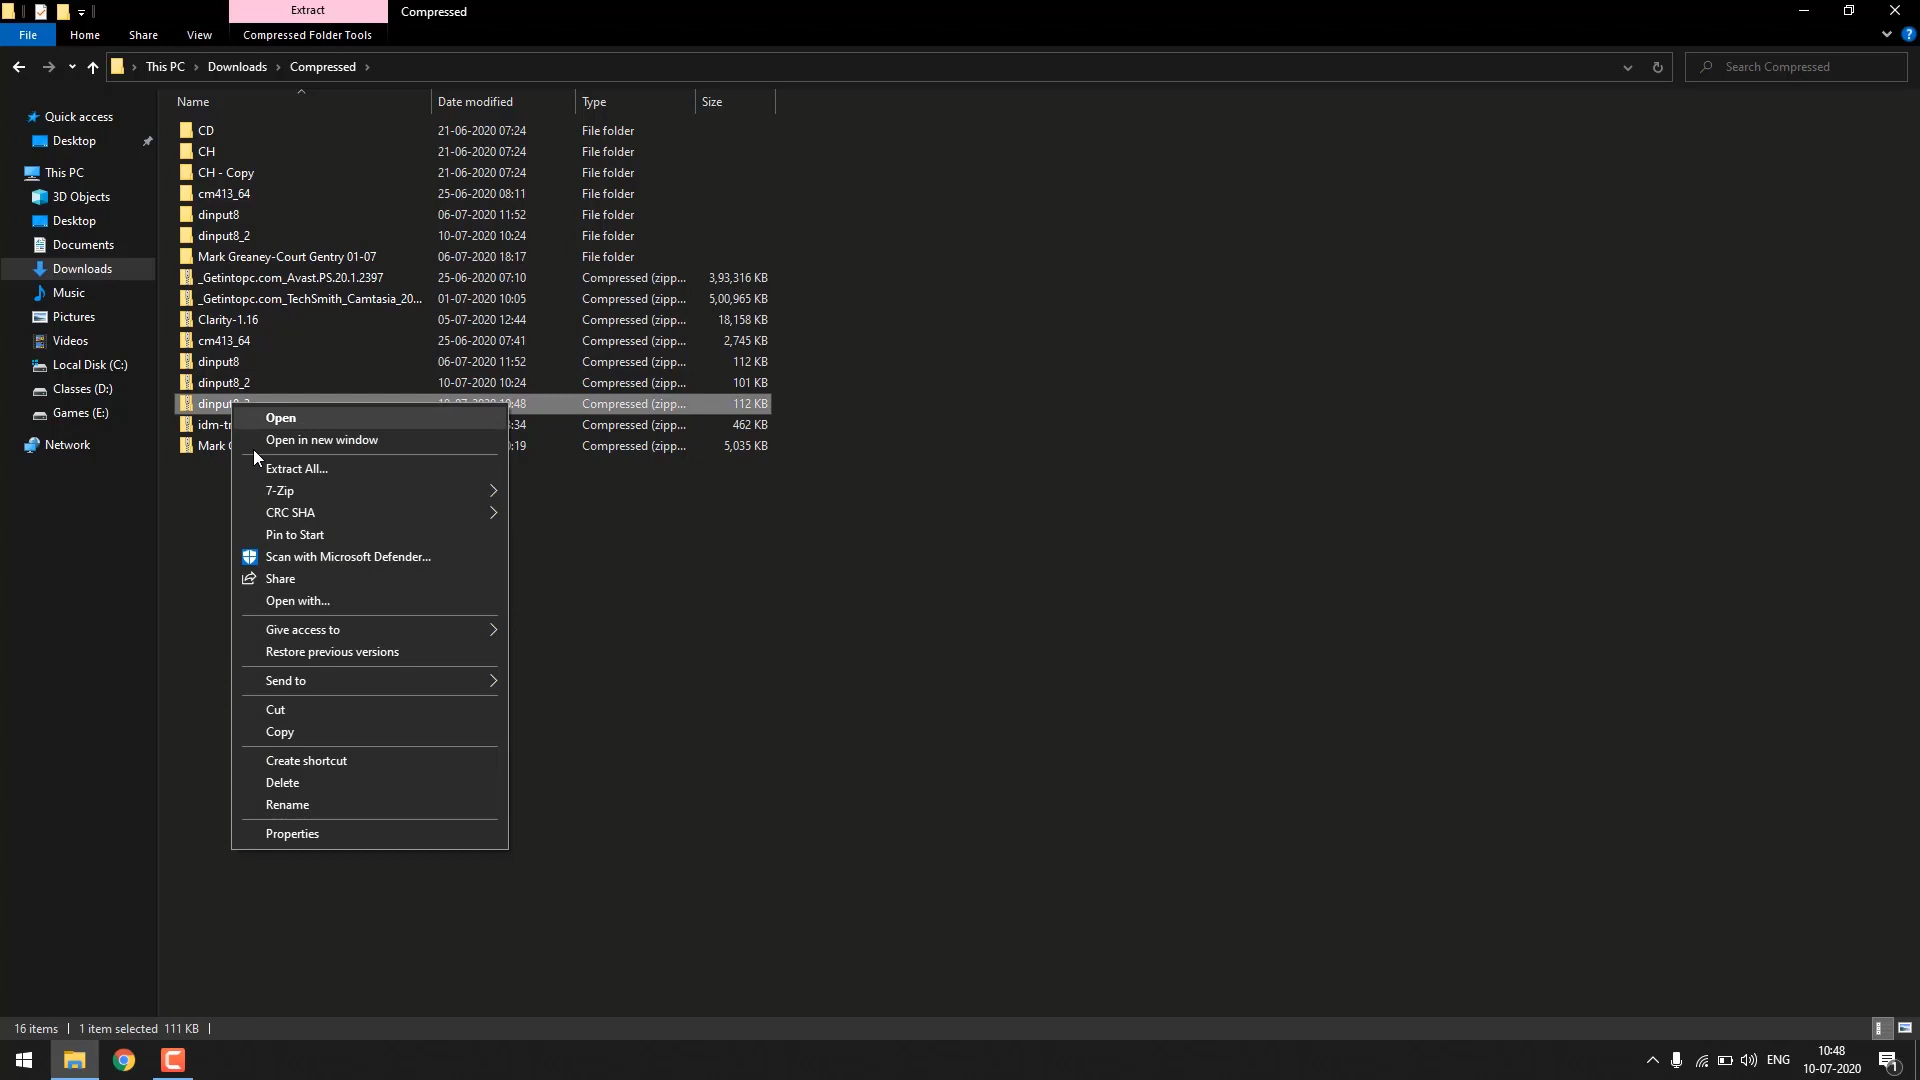 Extract
Compressed
File
Home
Share
View
Compressed Folder Tools
This PC
Downloads
Compressed
Search Compressed
Name
Date modified
Type
Size
Quick access
Desktop
This PC
3D Objects
Desktop
Documents
Downloads
Music
Pictures
Videos
Local Disk (C:)
Classes (D:)
Games (E:)
Network
CD 21-06-2020 07:24 File folder
CH 21-06-2020 07:24 File folder
CH - Copy 21-06-2020 07:24 File folder
cm413_64 25-06-2020 08:11 File folder
dinput8 06-07-2020 11:52 File folder
dinput8_2 10-07-2020 10:24 File folder
Mark Greaney-Court Gentry 01-07 06-07-2020 18:17 File folder
_Getintopc.com_Avast.PS.20.1.2397 25-06-2020 07:10 Compressed (zipp... 3,93,316 KB
_Getintopc.com_TechSmith_Camtasia_20... 01-07-2020 10:05 Compressed (zipp... 5,00,965 KB
Clarity-1.16 05-07-2020 12:44 Compressed (zipp... 18,158 KB
cm413_64 25-06-2020 07:41 Compressed (zipp... 2,745 KB
dinput8 06-07-2020 11:52 Compressed (zipp... 112 KB
dinput8_2 10-07-2020 10:24 Compressed (zipp... 101 KB
Compressed (zipp... 112 KB
Compressed (zipp... 462 KB
Mark Compressed (zipp... 5,035 KB
Open
Open in new window
Extract All...
7-Zip
CRC SHA
Pin to Start
Scan with Microsoft Defender...
Share
Open with...
Give access to
Restore previous versions
Send to
Cut
Copy
Create shortcut
Delete
Rename
Properties
16 items
1 item selected 111 KB
ENG
10:48
10-07-2020
1